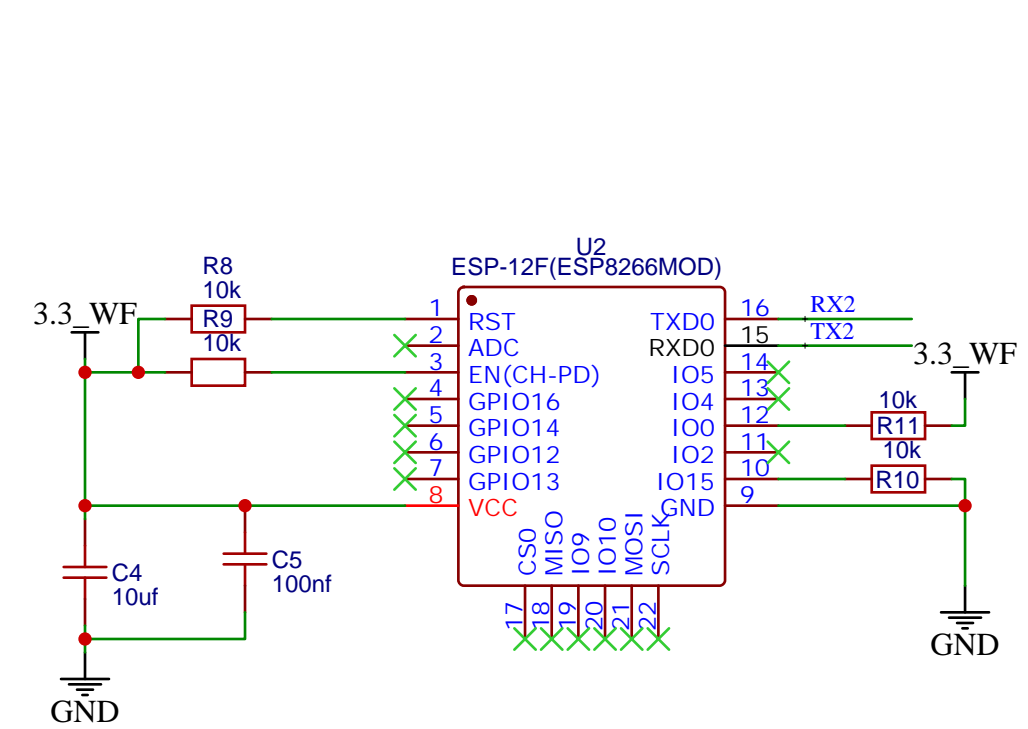 U2
ESP-12F(ESP8266MOD)
R8
10k
R9
10k
3.3_WF
1
RST
2
ADC
3
EN(CH-PD)
4
GPIO16
5
GPIO14
6
GPIO12
7
GPIO13
8
VCC
16
TXD0
RX2
15
RXD0
TX2
14
IO5
13
IO4
12
IO0
11
IO2
10
IO15
9
GND
3.3_WF
10k
R11
10k
R10
CS0
MISO
IO9
IO10
MOSI
SCLK
17
18
19
20
21
22
C4
10uf
C5
100nf
GND
GND